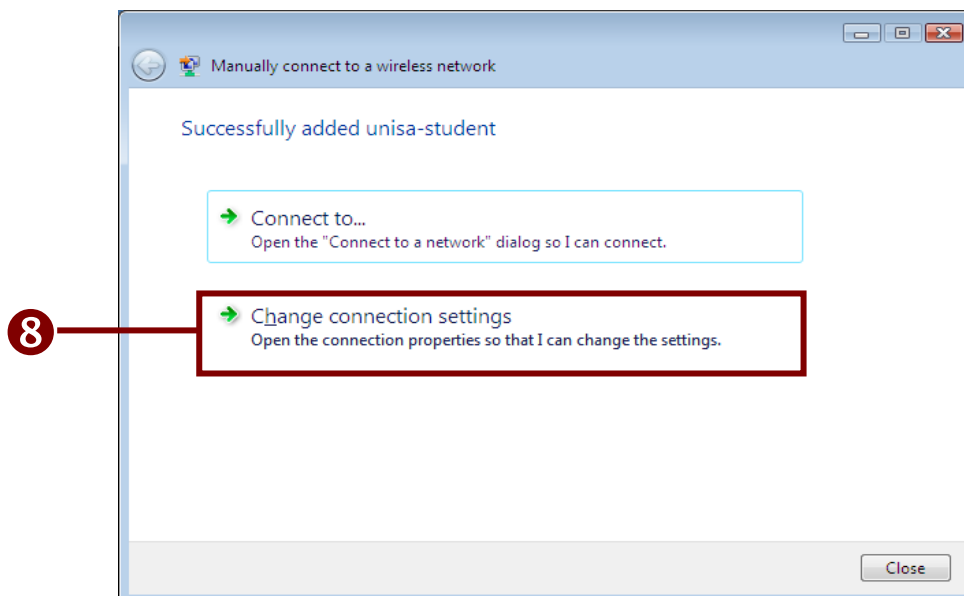 Manually connect to a wireless network
Successfully added unisa-student
Connect to...
Open the "Connect to a network" dialog so I can connect.
8
Change connection settings
Open the connection properties so that I can change the settings.
Close